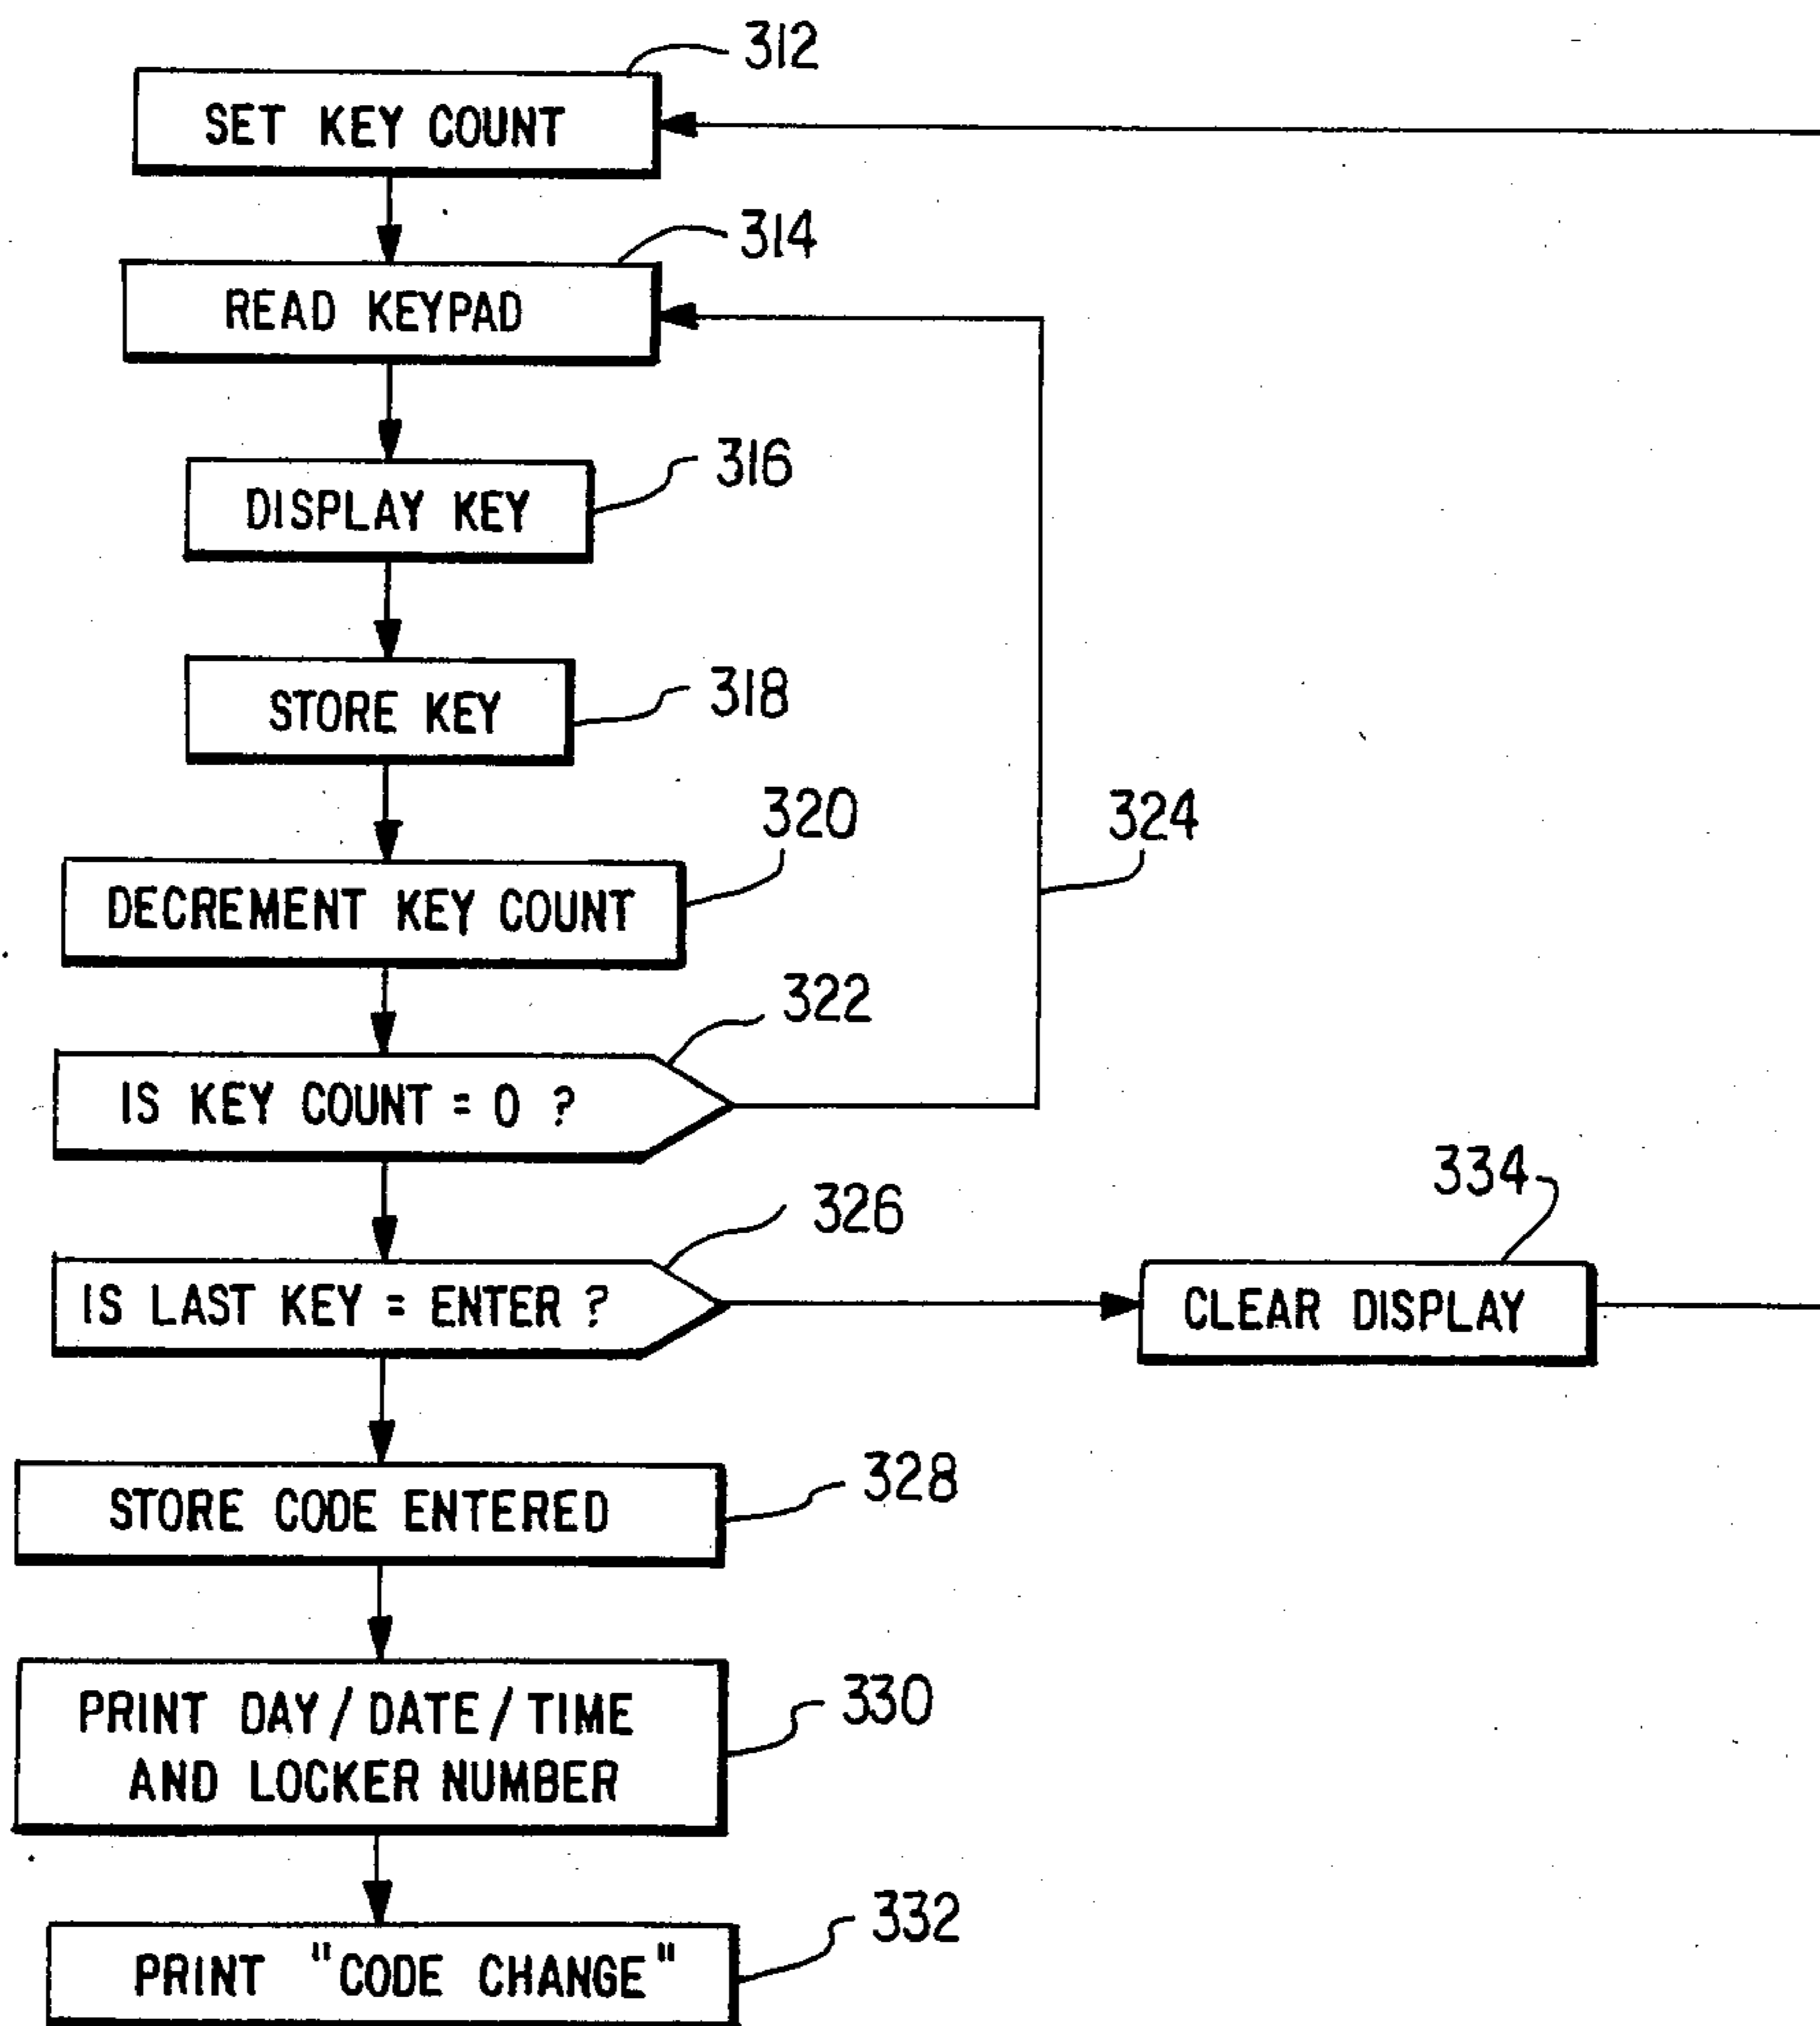 312
SET KEY COUNT
314
READ KEYPAD
316
DISPLAY KEY
318
STORE KEY
320
DECREMENT KEY COUNT
324
322
IS KEY COUNT = 0 ?
334
326
IS LAST KEY = ENTER ?
CLEAR DISPLAY
328
STORE CODE ENTERED
330
PRINT DAY/DATE/TIME
AND LOCKER NUMBER
332
PRINT "CODE CHANGE"